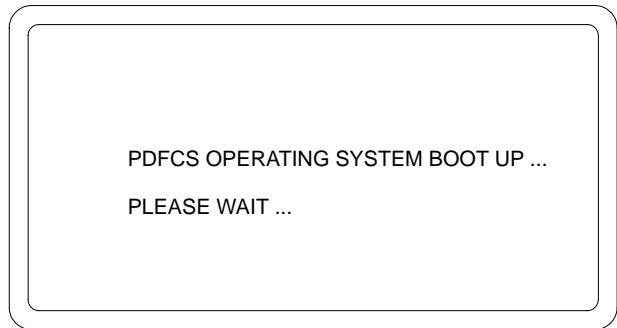 PDFCS OPERATING SYSTEM BOOT UP ...
PLEASE WAIT ...